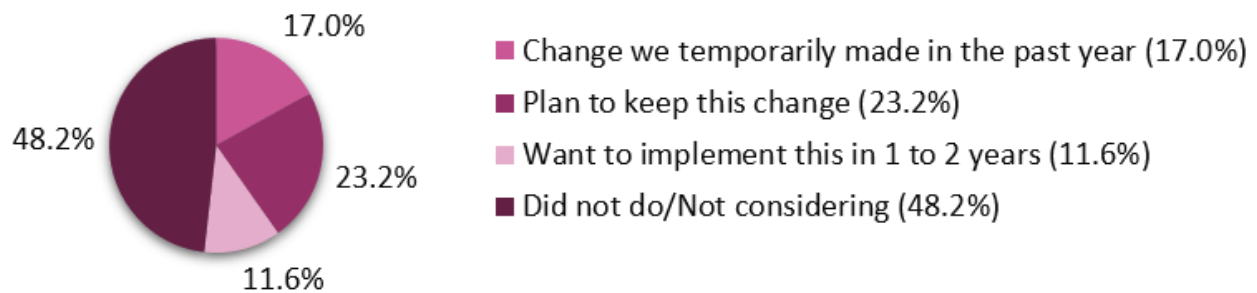 17.0%
48.2%
23.2%
11.6%
Change we temporarily made in the past year (17.0%)
Plan to keep this change (23.2%)
Want to implement this in 1 to 2 years (11.6%)
Did not do/Not considering (48.2%)